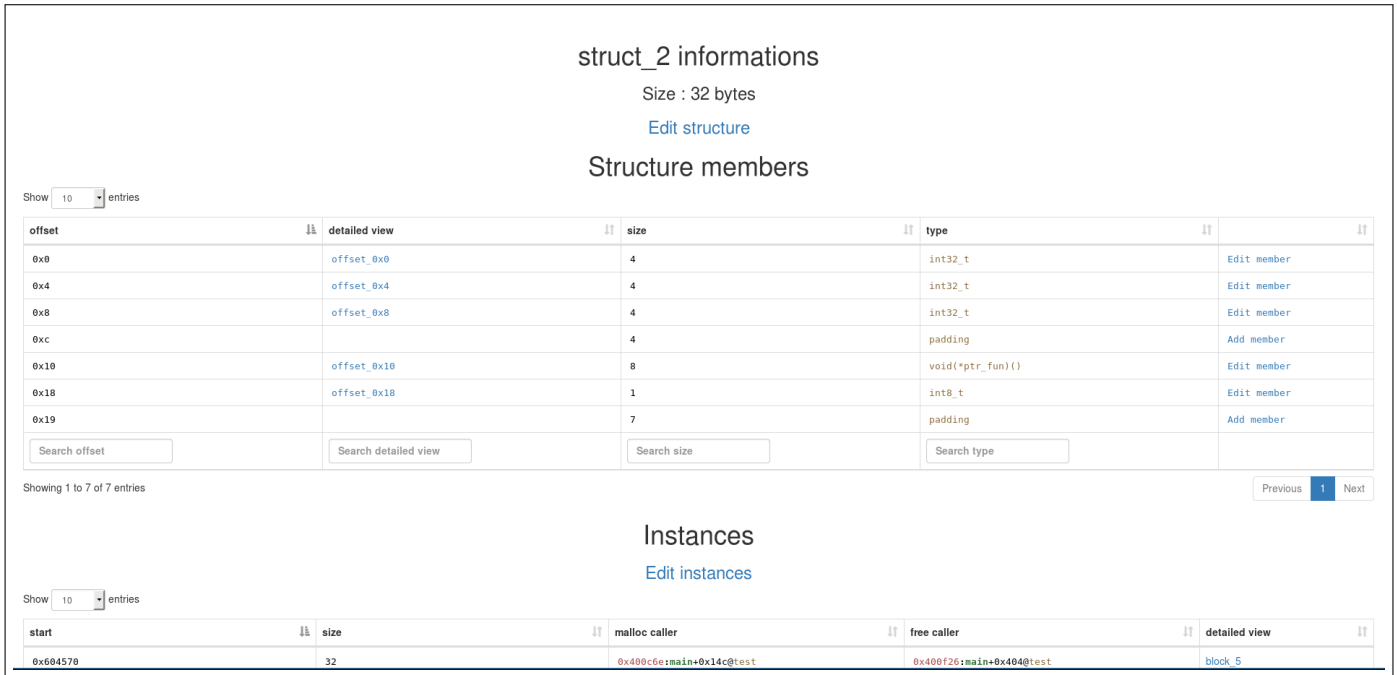 struct_2 informations
Size : 32 bytes
Edit structure
Structure members
Show 10 entries
offset detailed view size type
0x0 offset_0x0 4 int32_t Edit member
0x4 offset_0x4 4 int32_t Edit member
0x8 offset_0x8 4 int32_t Edit member
0xc 4 padding Add member
0x10 offset_0x10 8 void(*ptr_fun)() Edit member
0x18 offset_0x18 1 int8_t Edit member
0x19 7 padding Add member
Search offset Search detailed view Search size Search type
Showing 1 to 7 of 7 entries Previous 1 Next
Instances
Edit instances
Show 10 entries
start size malloc caller free caller detailed view
0x604570 32 0x400c6e:main+0x14c@test 0x400f26:main+0x404@test block_5